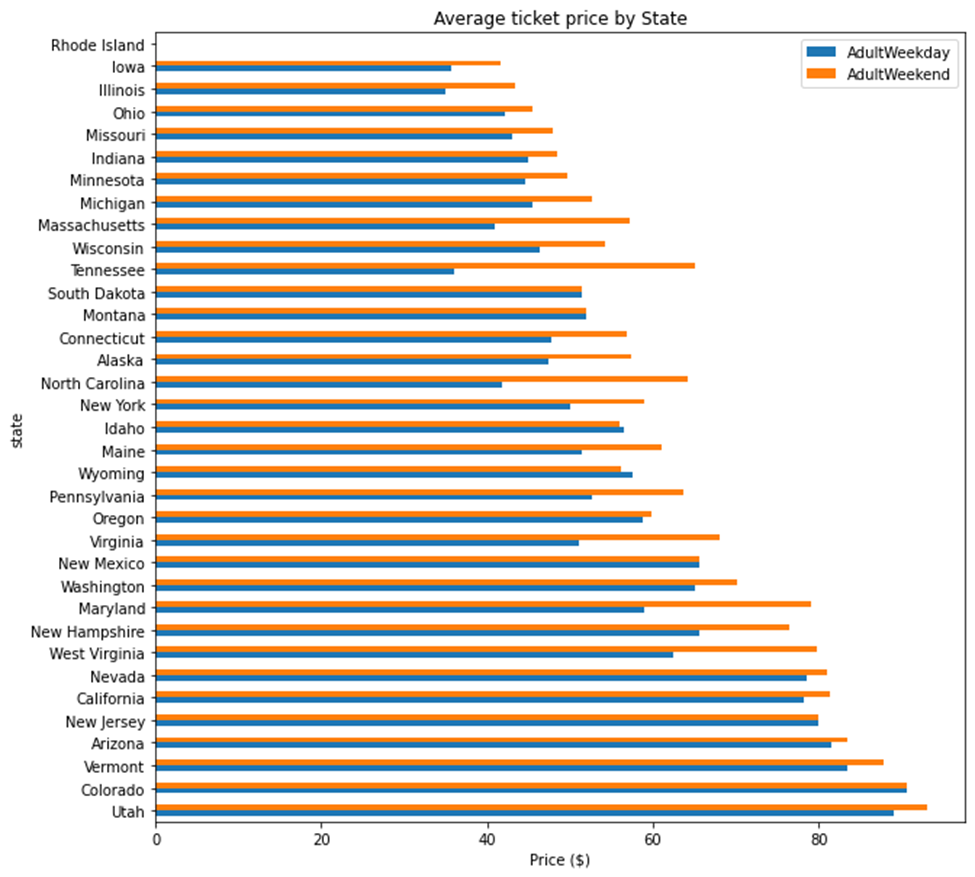 Average ticket price by State
AdultWeekday
AdultWeekend
Rhode Island
Iowa
Illinois
Ohio
Missouri
Indiana
Minnesota
Michigan
Massachusetts
Wisconsin
Tennessee
South Dakota
Montana
Connecticut
Alaska
North Carolina
New York
Idaho
Maine
Wyoming
Pennsylvania
Oregon
Virginia
New Mexico
Washington
Maryland
New Hampshire
West Virginia
Nevada
California
New Jersey
Arizona
Vermont
Colorado
Utah
state
0 20 40 60 80
Price ($)